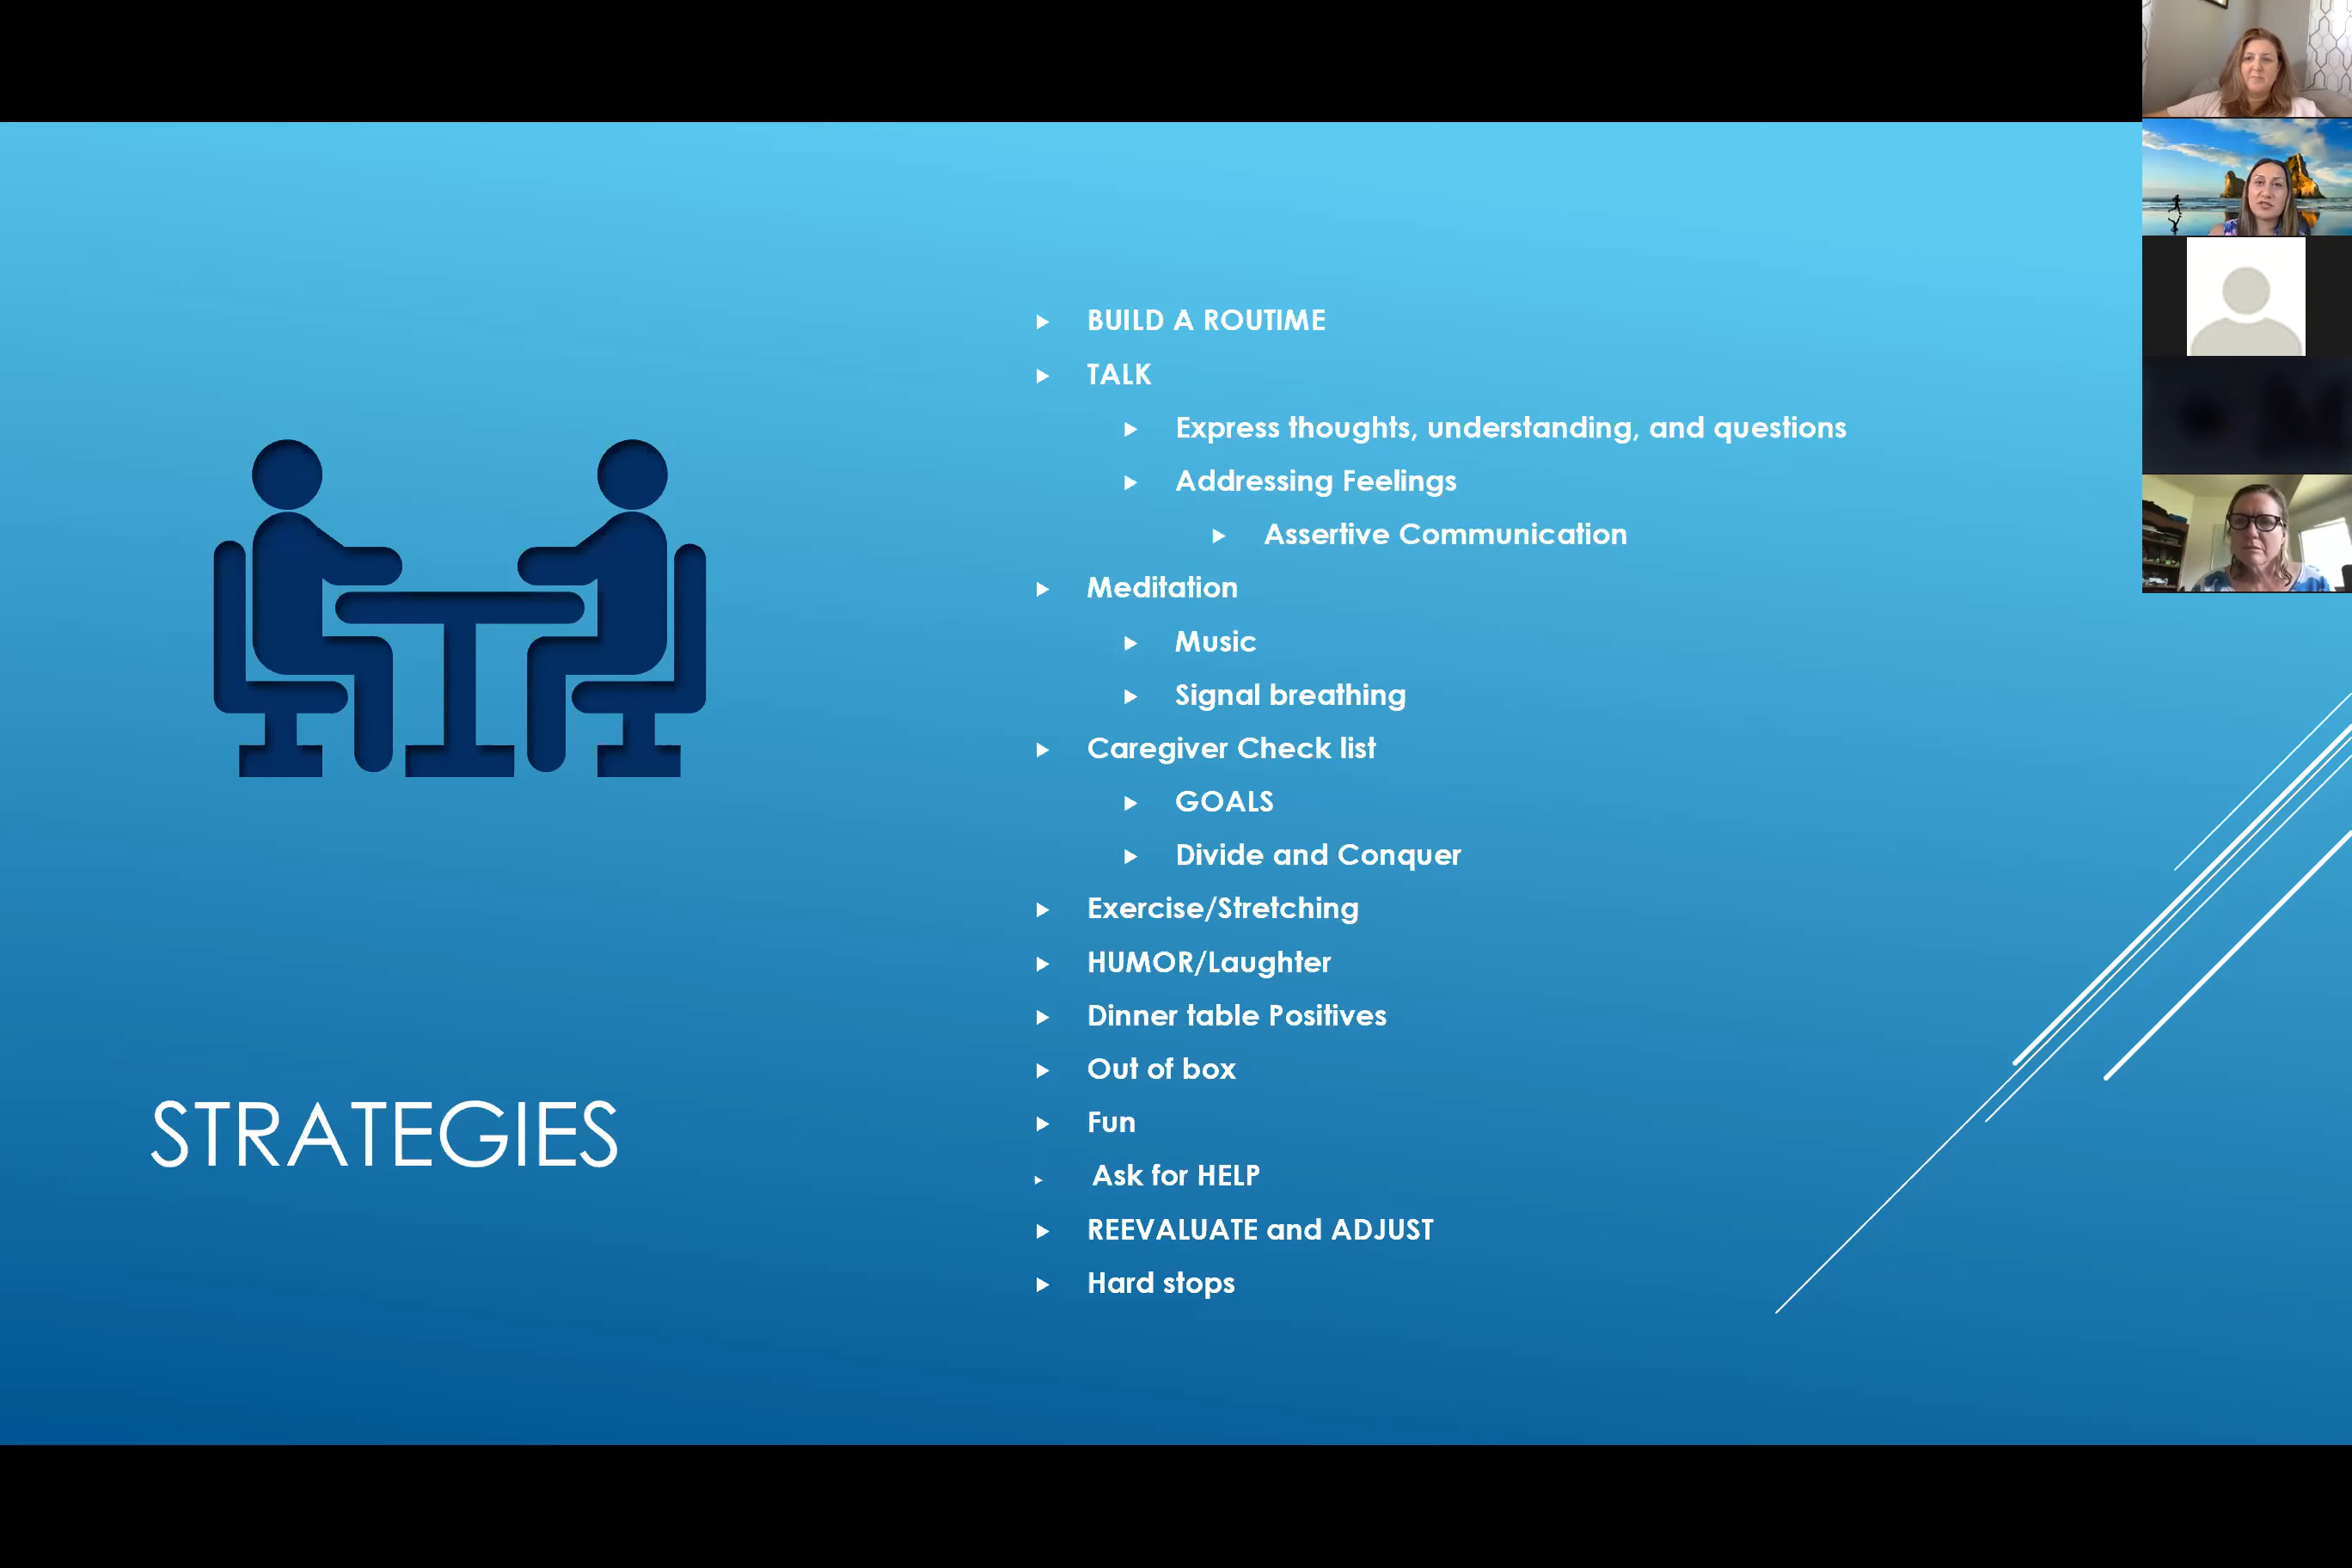 BUILD A ROUTIME
TALK
Express thoughts, understanding, and questions
Addressing Feelings
Assertive Communication
Meditation
Music
Signal breathing
Caregiver Check list
GOALS
Divide and Conquer
Exercise/Stretching
HUMOR/Laughter
Dinner table Positives
Out of box
Fun
Ask for HELP
REEVALUATE and ADJUST
Hard stops
STRATEGIES